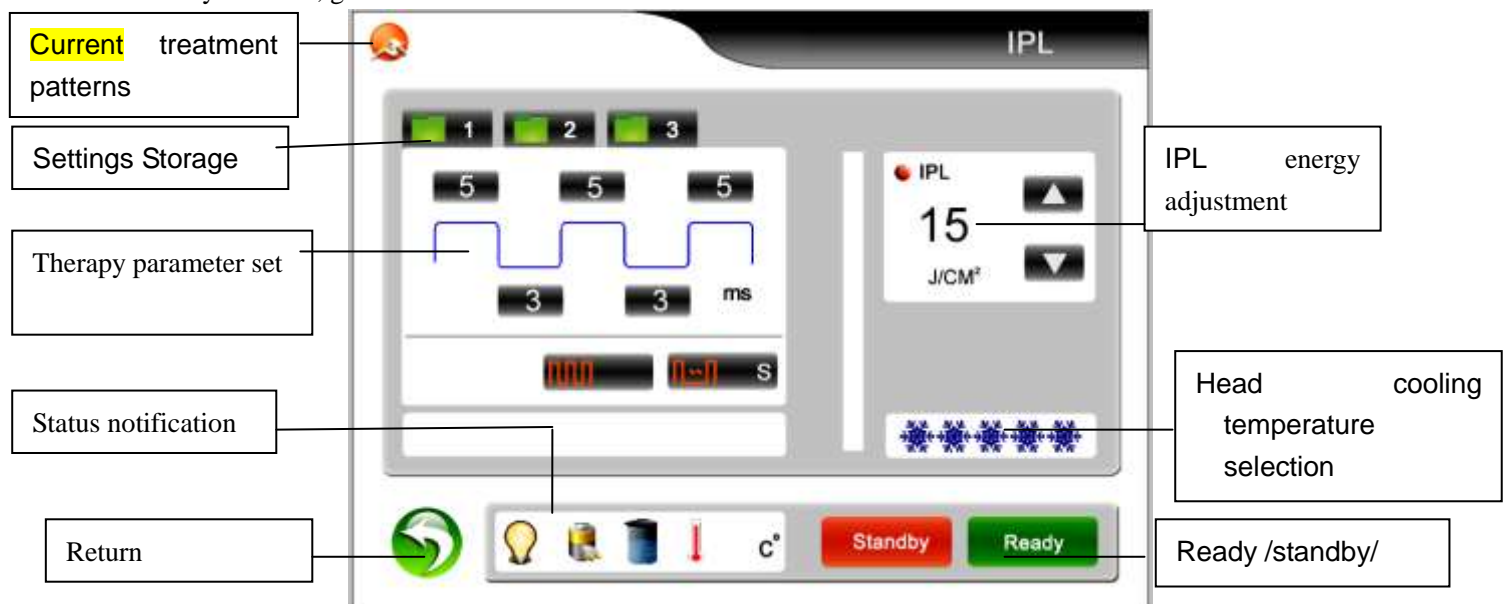 Current treatment
patterns
IPL
1 2 3
Settings Storage
IPL energy
adjustment
5 5 5
IPL
15
J/CM²
Therapy parameter set
3 3 ms
S
Head cooling
temperature
selection
Status notification
Return
C°
Standby
Ready
Ready /standby/